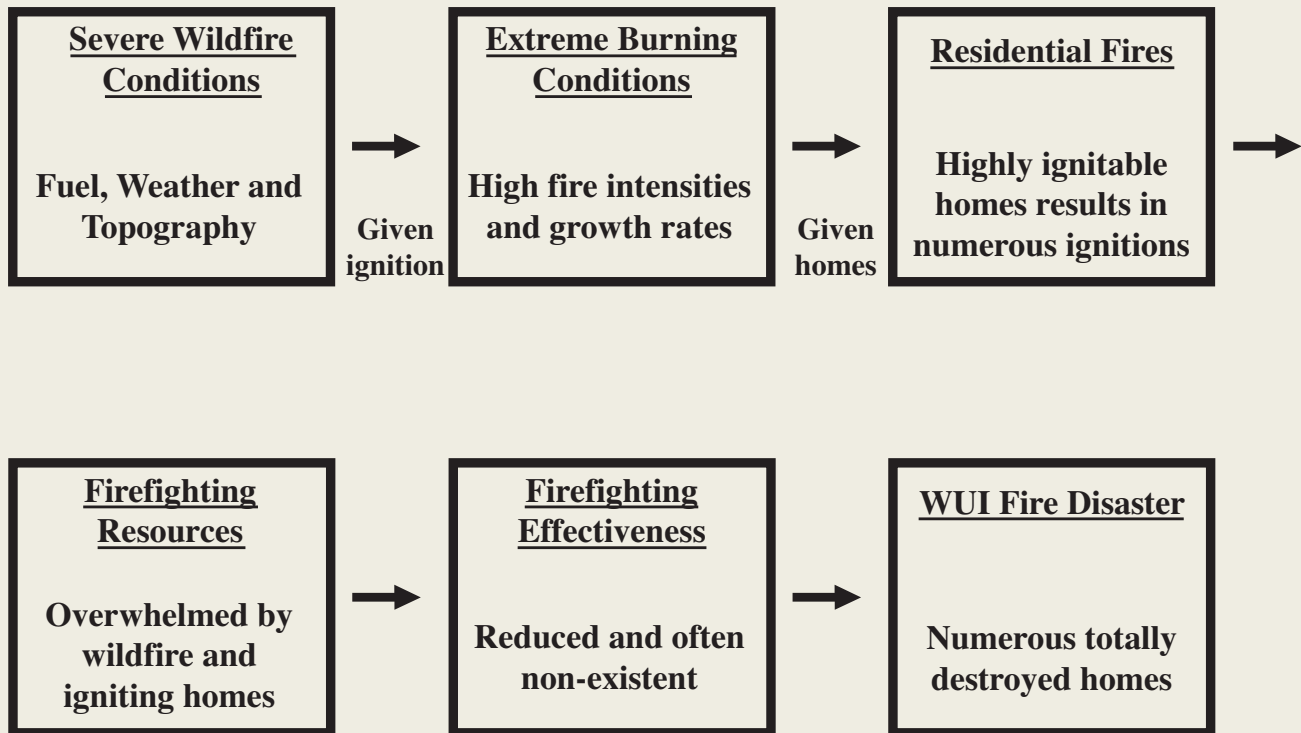 Severe Wildfire
Conditions
Fuel, Weather and
Topography
Given
ignition
Extreme Burning
Conditions
High fire intensities
and growth rates
Given
homes
Residential Fires
Highly ignitable
homes results in
numerous ignitions
Firefighting
Resources
Overwhelmed by
wildfire and
igniting homes
Firefighting
Effectiveness
Reduced and often
non-existent
WUI Fire Disaster
Numerous totally
destroyed homes